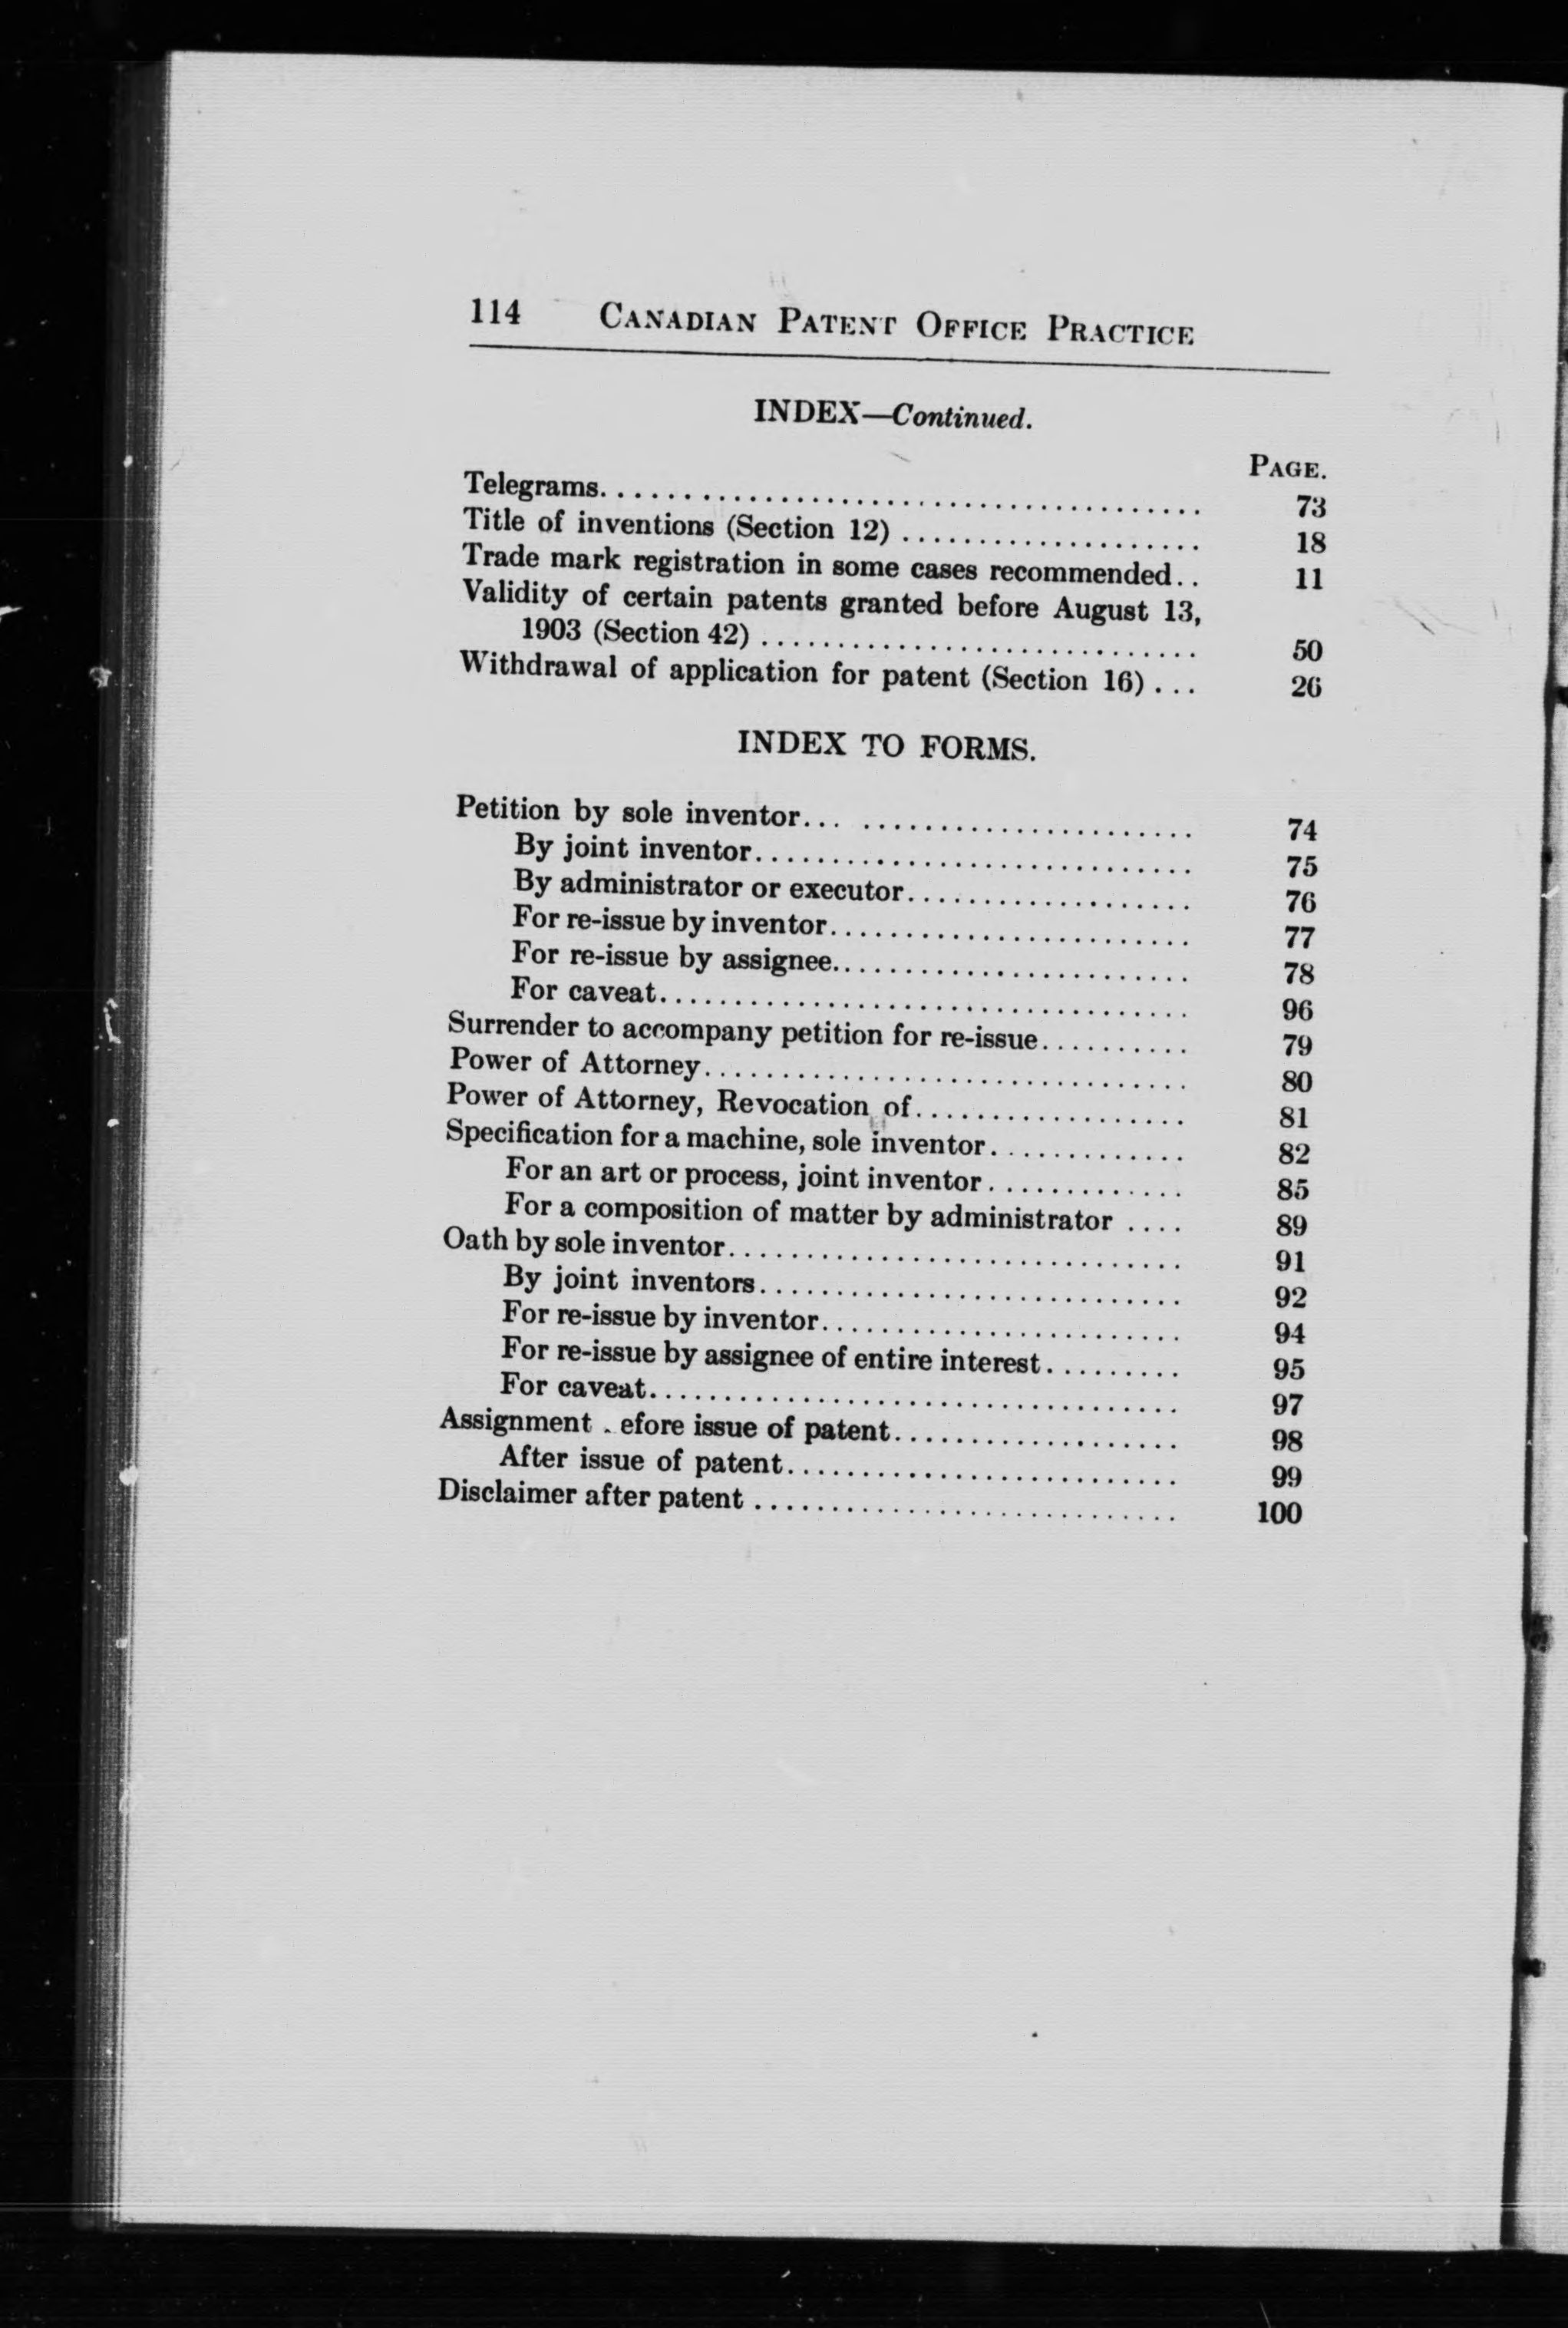 114 CANADIAN PATENT OFFICE PRACTICE
INDEX—Continued.
PAGE.
Telegrams........................................ 73
Title of inventions (Section 12) .................... 18
Trade mark registration in some cases recommended.. 11
Validity of certain patents granted before August 13,
1903 (Section 42) ............................. 50
Withdrawal of application for patent (Section 16) ... 26
INDEX TO FORMS.
Petition by sole inventor... ...................... 74
By joint inventor............................. 75
By administrator or executor................... 76
For re-issue by inventor........................ 77
For re-issue by assignee........................ 78
For caveat................................... 96
Surrender to accompany petition for re-issue.......... 79
Power of Attorney................................ 80
Power of Attorney, Revocation of.................. 81
Specification for a machine, sole inventor............. 82
For an art or process, joint inventor............. 85
For a composition of matter by administrator .... 89
Oath by sole inventor.............................. 91
By joint inventors............................ 92
For re-issue by inventor........................ 94
For re-issue by assignee of entire interest......... 95
For caveat................................... 97
Assignment . efore issue of patent................... 98
After issue of patent.......................... 99
Disclaimer after patent ............................ 100